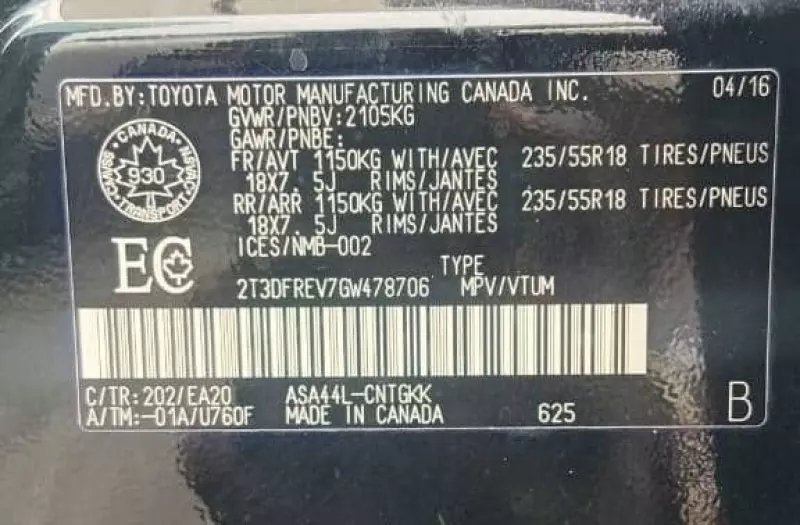 MFD.BY:TOYOTA MOTOR MANUFACTURING CANADA INC. 04/16
GVWR/PNBV:2105KG
GAWR/PNBE:
FR/AVT 1150KG WITH/AVEC 235/55R18 TIRES/PNEUS
18X7. 5J RIMS/JANTES
RR/ARR 1150KG WITH/AVEC 235/55R18 TIRES/PNEUS
18X7. 5J RIMS/JANTES
ICES/NMB-002
CANADA
930
TRANSPORT
EC
TYPE
2T3DFREV7GW478706 MPV/VTUM
C/TR:202/EA20 ASA44L-CNTGKK
A/TM:-01A/U760F MADE IN CANADA 625 B